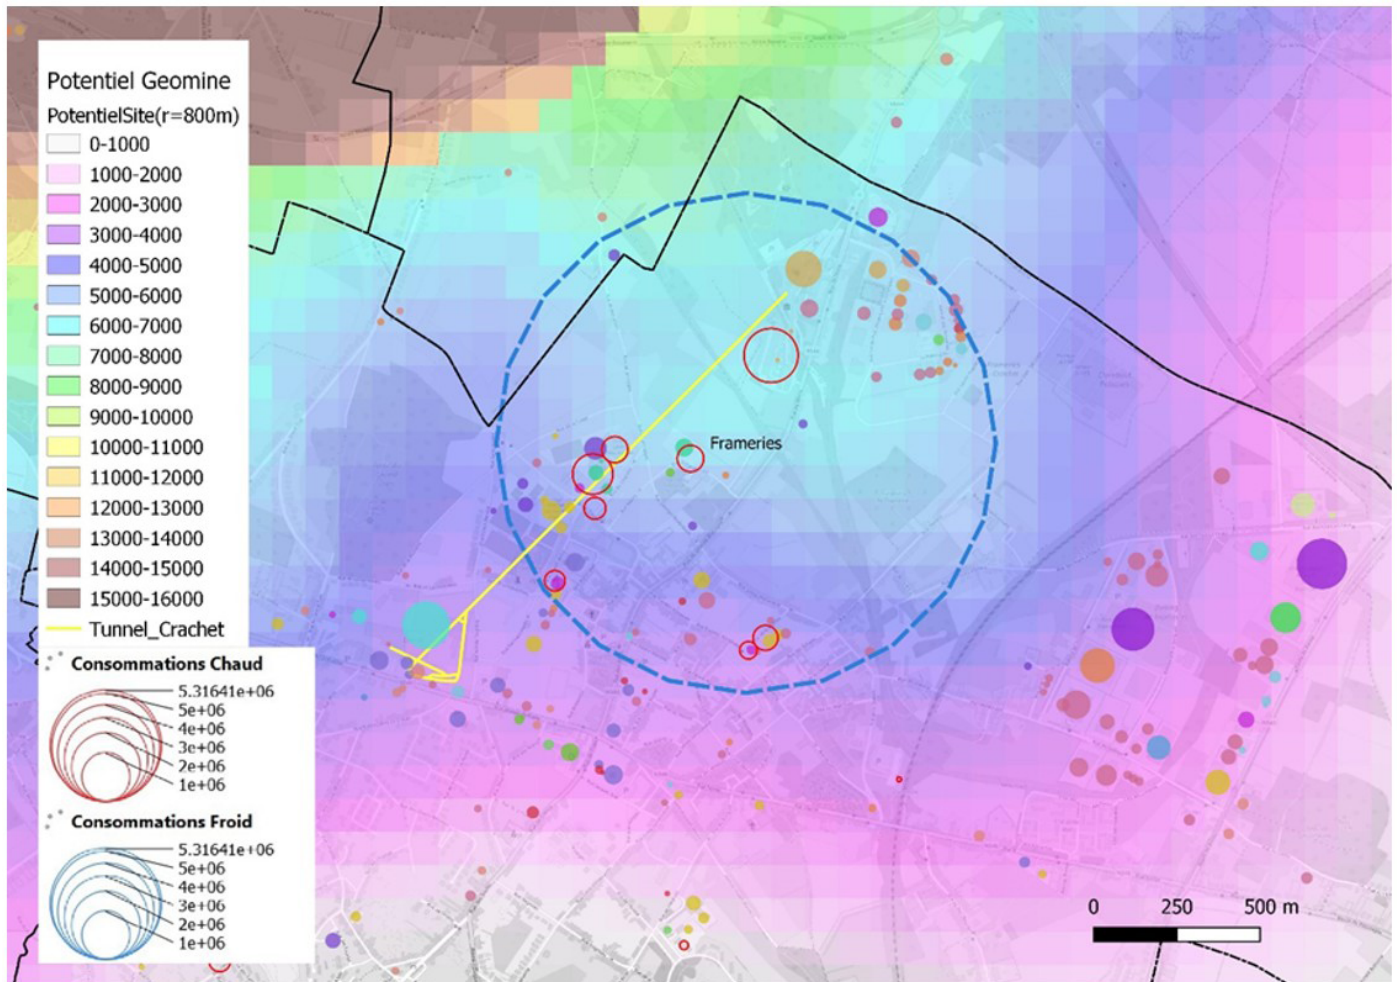 Potentiel Geomine
PotentielSite(r=800m)
0-1000
1000-2000
2000-3000
3000-4000
4000-5000
5000-6000
6000-7000
7000-8000
8000-9000
9000-10000
10000-11000
11000-12000
12000-13000
13000-14000
14000-15000
15000-16000
Tunnel_Crachet
Consommations Chaud
5.31641e+06
5e+06
4e+06
3e+06
2e+06
1e+06
Consommations Froid
5.31641e+06
5e+06
4e+06
3e+06
2e+06
1e+06
Frameries
0 250 500 m